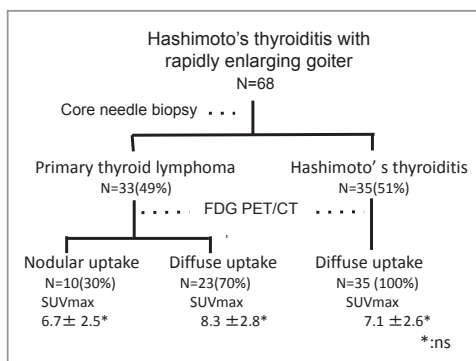 Hashimoto's thyroiditis with
rapidly enlarging goiter
N=68
Core needle biopsy ....
Primary thyroid lymphoma Hashimoto' s thyroiditis
N=33(49%) N=35(51%)
..... FDG PET/CT .....
Nodular uptake Diffuse uptake Diffuse uptake
N=10(30%) N=23(70%) N=35 (100%)
SUVmax SUVmax SUVmax
6.7± 2.5* 8.3 ±2.8* 7.1 ±2.6*
*:ns